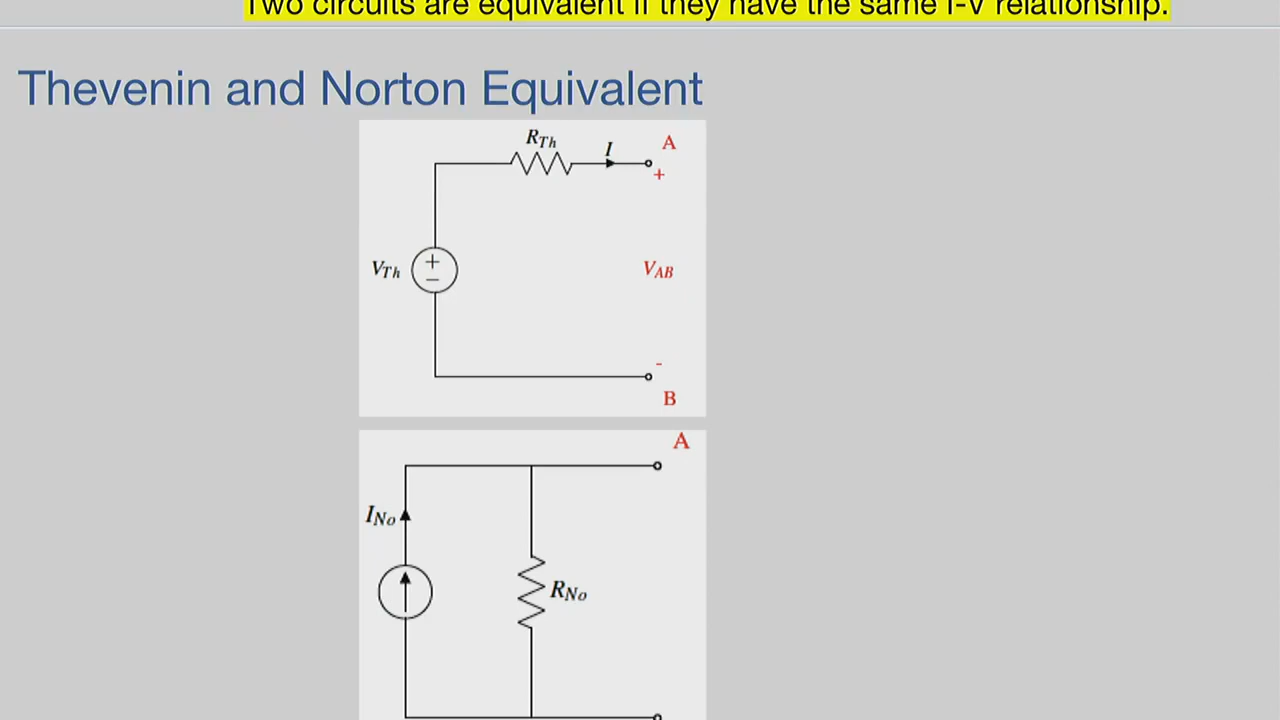 Two circuits are equivalent if they have the same I-V relationship.
Thevenin and Norton Equivalent
R_Th
I
A
+
V_Th
+
−
V_AB
-
B
A
I_No
R_No